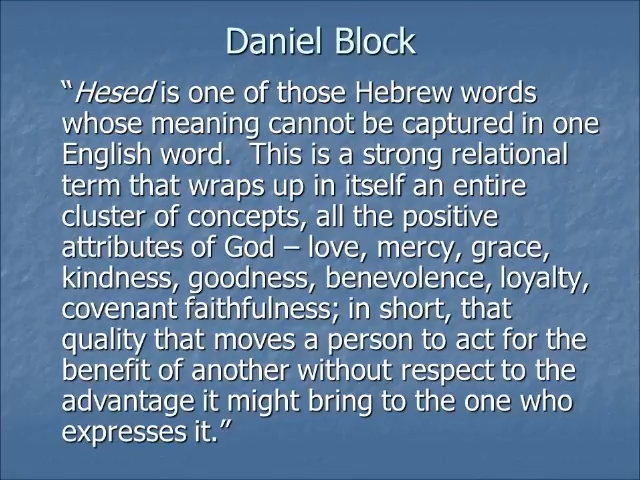 Daniel Block
“Hesed is one of those Hebrew words
whose meaning cannot be captured in one
English word.  This is a strong relational
term that wraps up in itself an entire
cluster of concepts, all the positive
attributes of God – love, mercy, grace,
kindness, goodness, benevolence, loyalty,
covenant faithfulness; in short, that
quality that moves a person to act for the
benefit of another without respect to the
advantage it might bring to the one who
expresses it.”